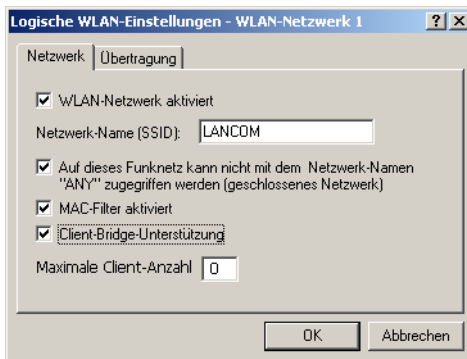 Logische WLAN-Einstellungen - WLAN-Netzwerk 1
Netzwerk
Übertragung
WLAN-Netzwerk aktiviert
Netzwerk-Name (SSID): LANCOM
Auf dieses Funknetz kann nicht mit dem Netzwerk-Namen
"ANY" zugegriffen werden (geschlossenes Netzwerk)
MAC-Filter aktiviert
Client-Bridge-Unterstützung
Maximale Client-Anzahl 0
OK
Abbrechen